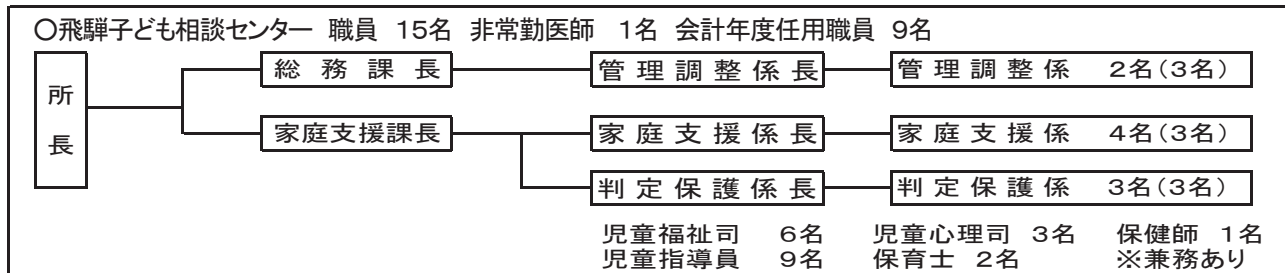 〇飛騨子ども相談センター 職員 15名 非常勤医師 1名 会計年度任用職員 9名
所長
総務課長 管理調整係長 管理調整係 2名(3名)
家庭支援課長 家庭支援係長 家庭支援係 4名(3名)
判定保護係長 判定保護係 3名(3名)
児童福祉司 6名 児童心理司 3名 保健師 1名
児童指導員 9名 保育士 2名 ※兼務あり